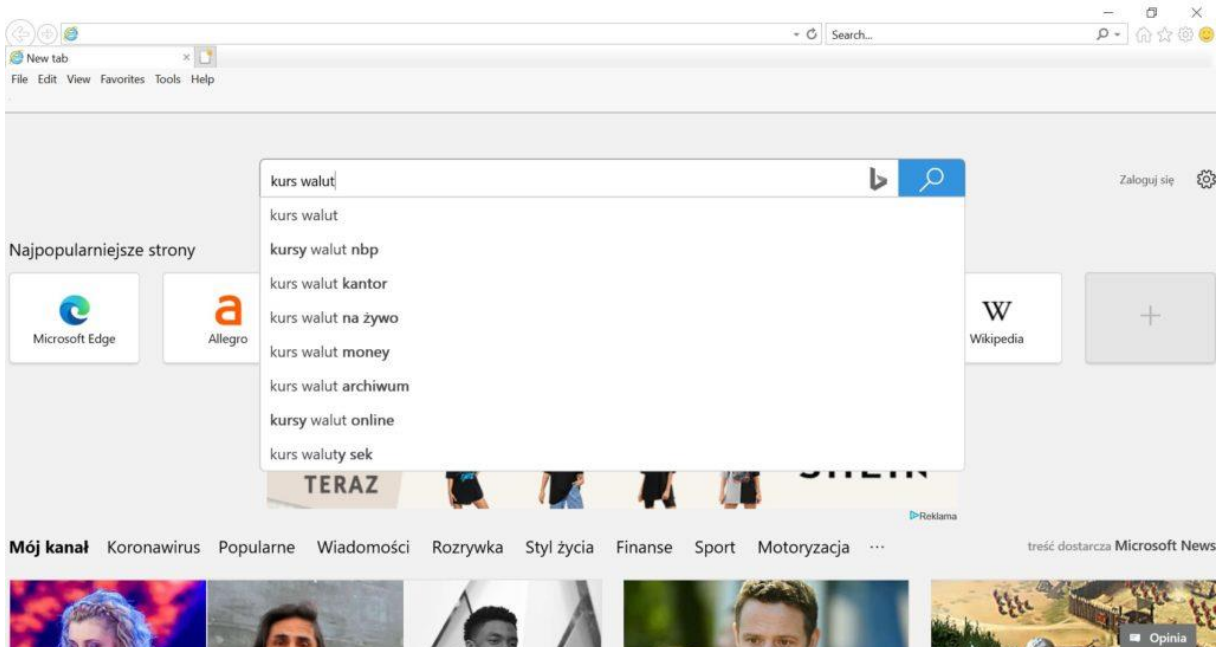 Search...
New tab
File Edit View Favorites Tools Help
kurs walut
Zaloguj się
kurs walut
kursy walut nbp
kurs walut kantor
kurs walut na żywo
kurs walut money
kurs walut archiwum
kursy walut online
kurs waluty sek
Najpopularniejsze strony
Microsoft Edge
a
Allegro
W
Wikipedia
TERAZ
SHEIN
Reklama
Mój kanał Koronawirus Popularne Wiadomości Rozrywka Styl życia Finanse Sport Motoryzacja ...
treść dostarcza Microsoft News
Opinia